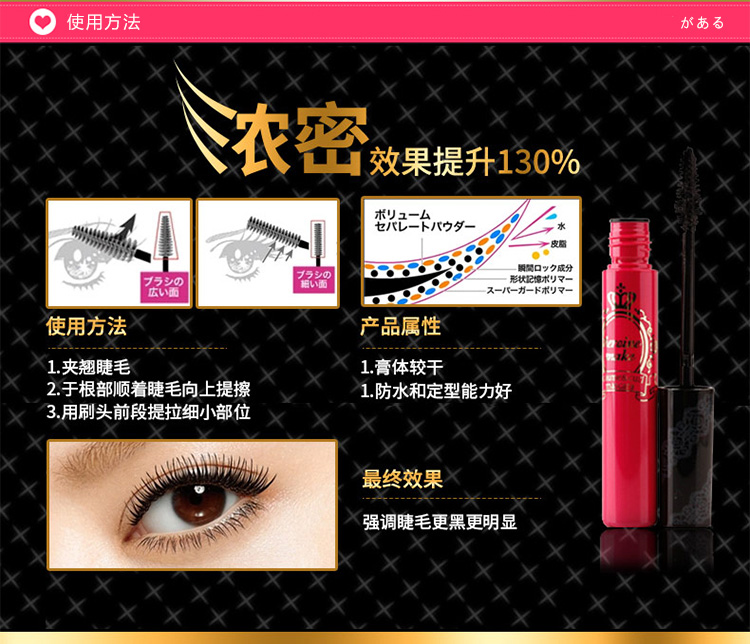 使用方法
がある
浓密
效果提升130%
ブラシの
広い面
ブラシの
細い面
ボリューム
セパレートパウダー
水
皮脂
瞬間ロック成分
形状記憶ポリマー
スーパーガードポリマー
使用方法
1.夹翘睫毛
2.于根部顺着睫毛向上提擦
3.用刷头前段提拉细小部位
产品属性
1.膏体较干
1.防水和定型能力好
最终效果
强调睫毛更黑更明显